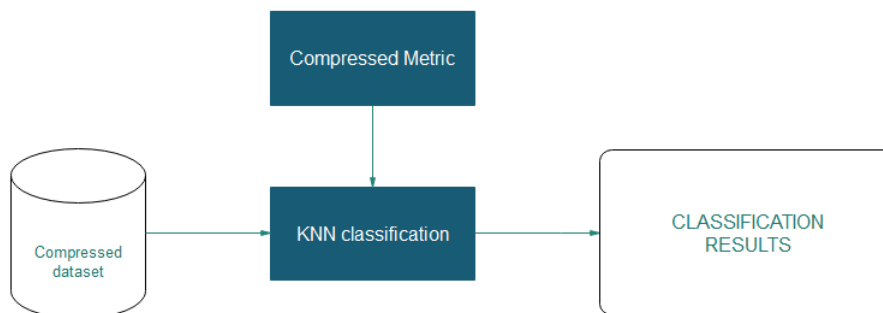 Compressed Metric
Compressed
dataset
KNN classification
CLASSIFICATION
RESULTS